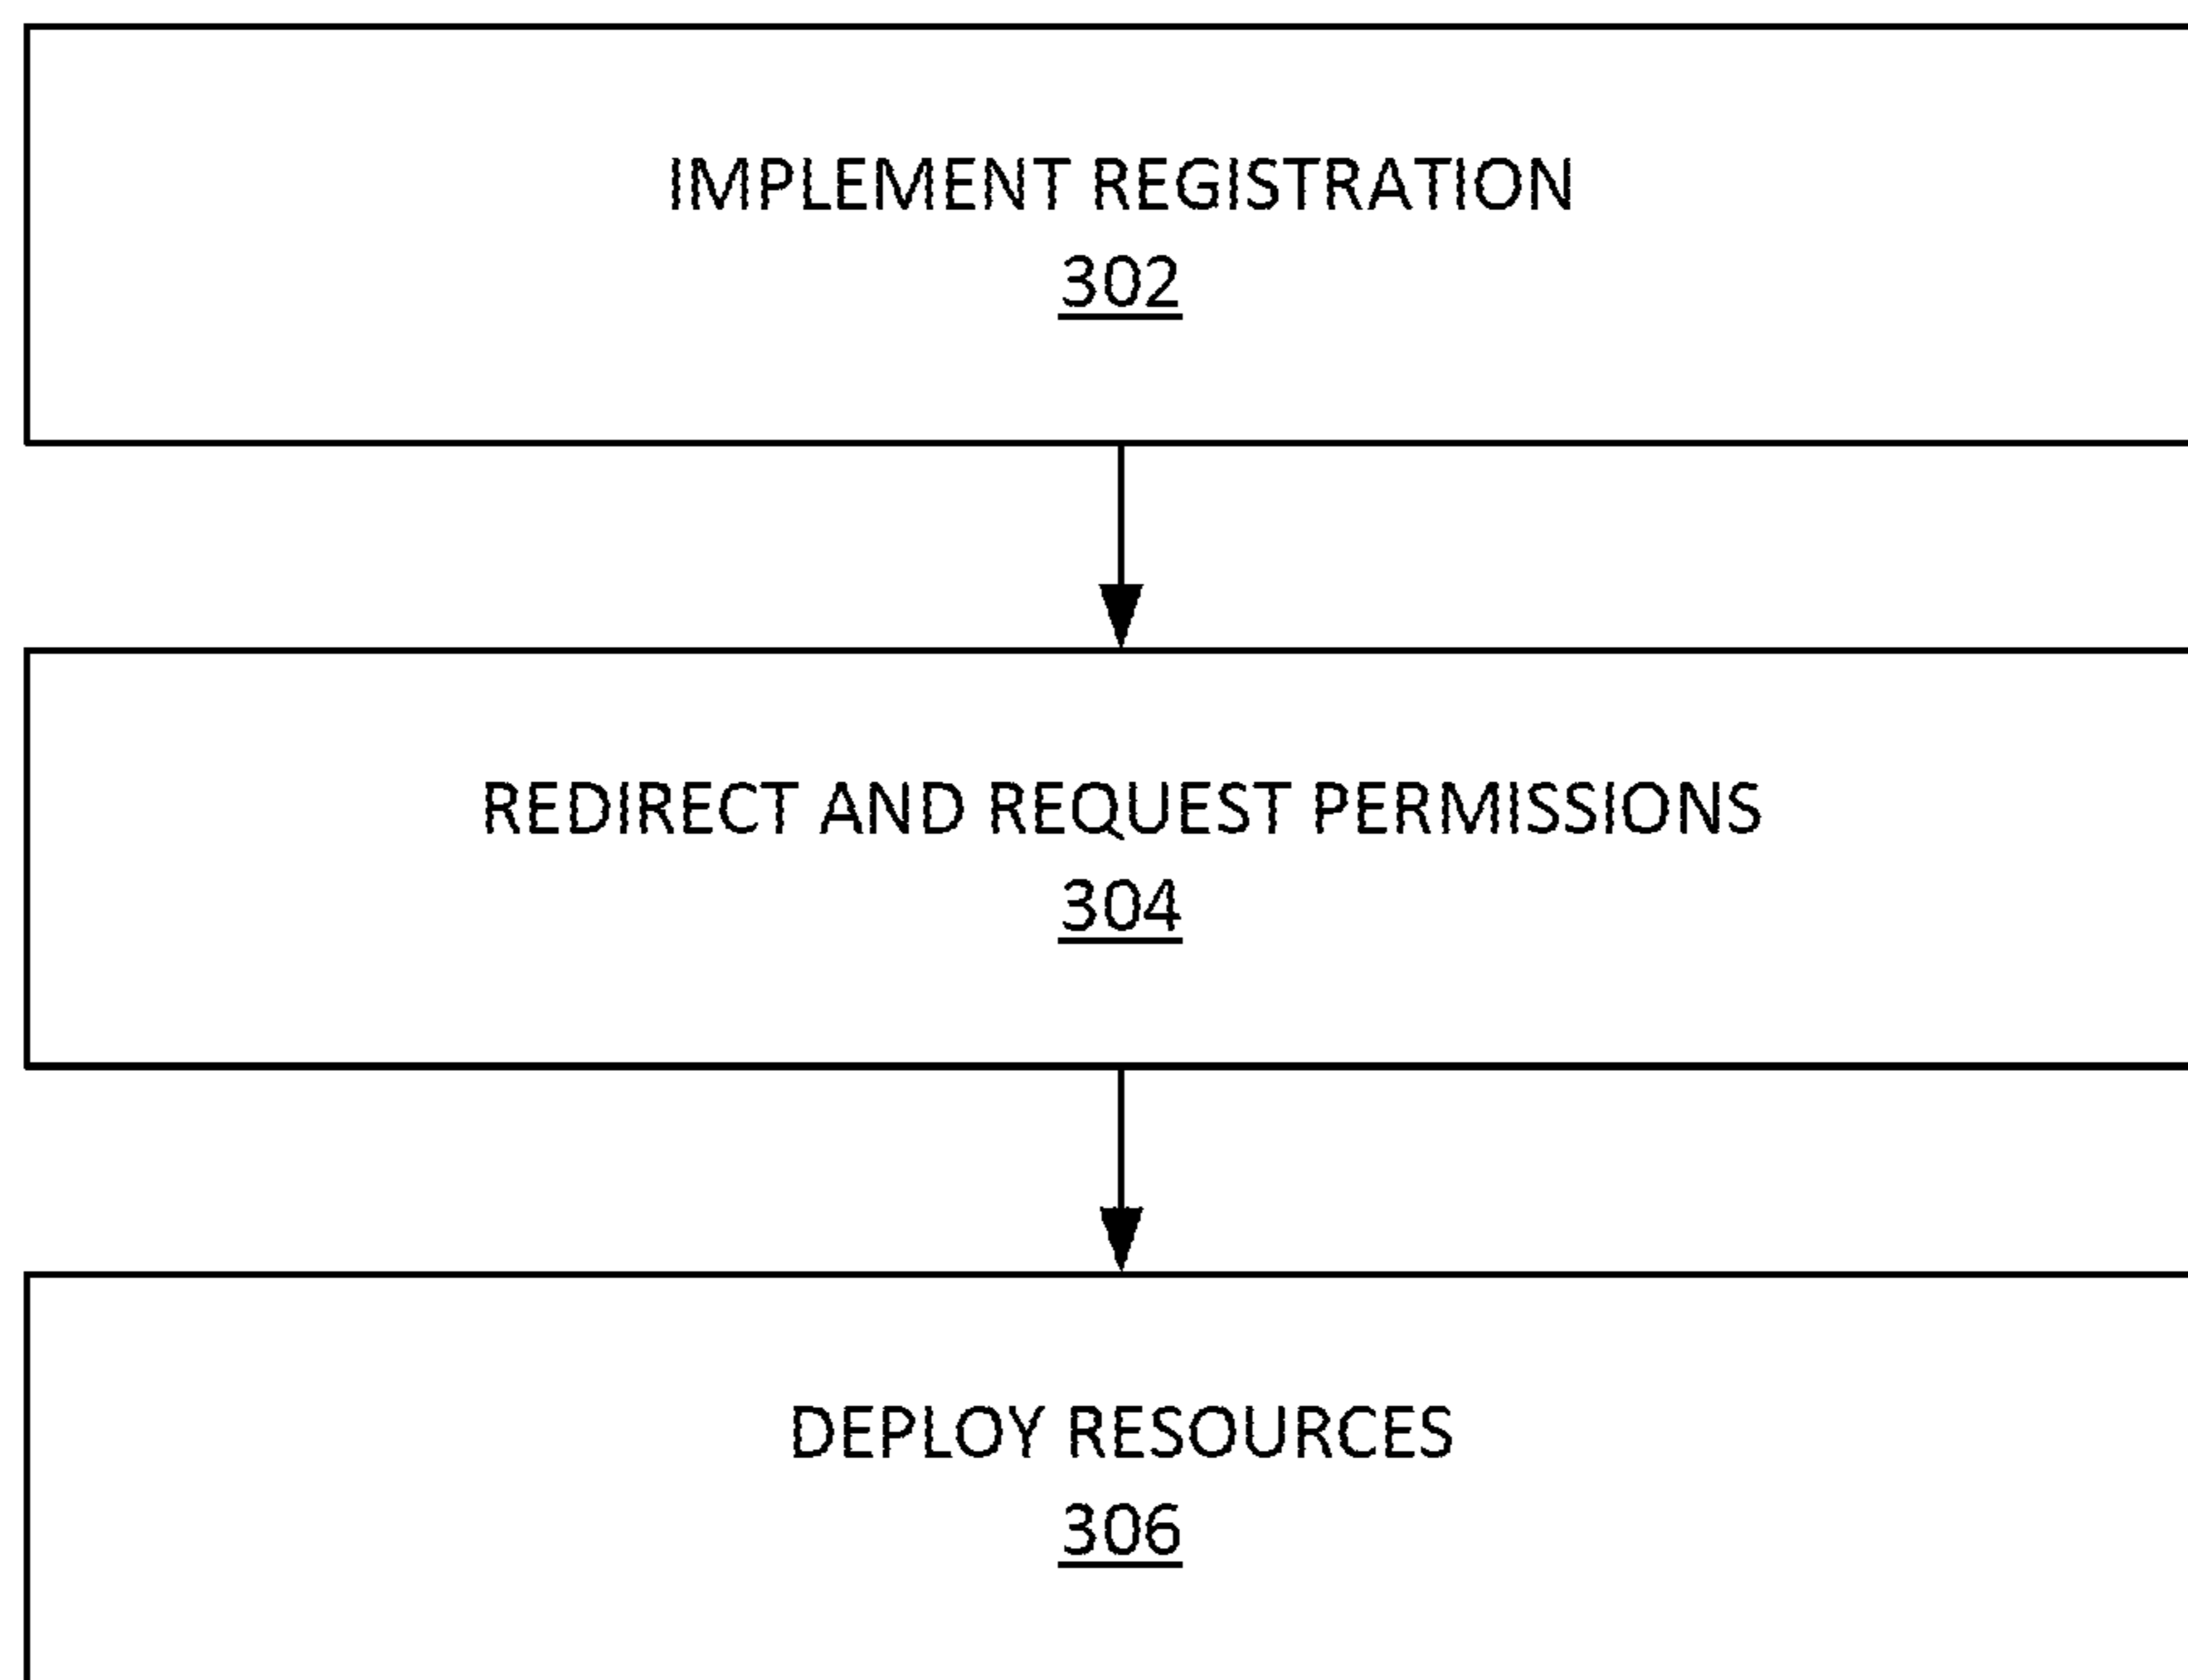 IMPLEMENT REGISTRATION
302
REDIRECT AND REQUEST PERMISSIONS
304
DEPLOY RESOURCES
306